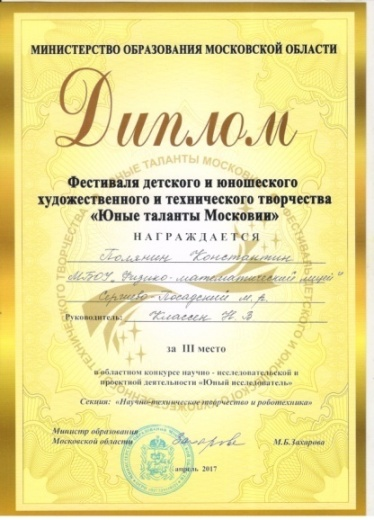 МИНИСТЕРСТВО ОБРАЗОВАНИЯ МОСКОВСКОЙ ОБЛАСТИ
Диплом
Фестиваля детского и юношеского
художественного и технического творчества
«Юные таланты Московии»
НАГРАЖДАЕТСЯ
Полянин Константин
МБОУ "Физико-математический лицей"
Сергиево-Посадский м.р.
Руководитель: Классен Н.В
за III место
в областном конкурсе научно - исследовательской и
проектной деятельности «Юный исследователь»
Секция: «Научно-техническое творчество и робототехника»
Министр образования
Московской области
М.Б.Захарова
апрель 2017